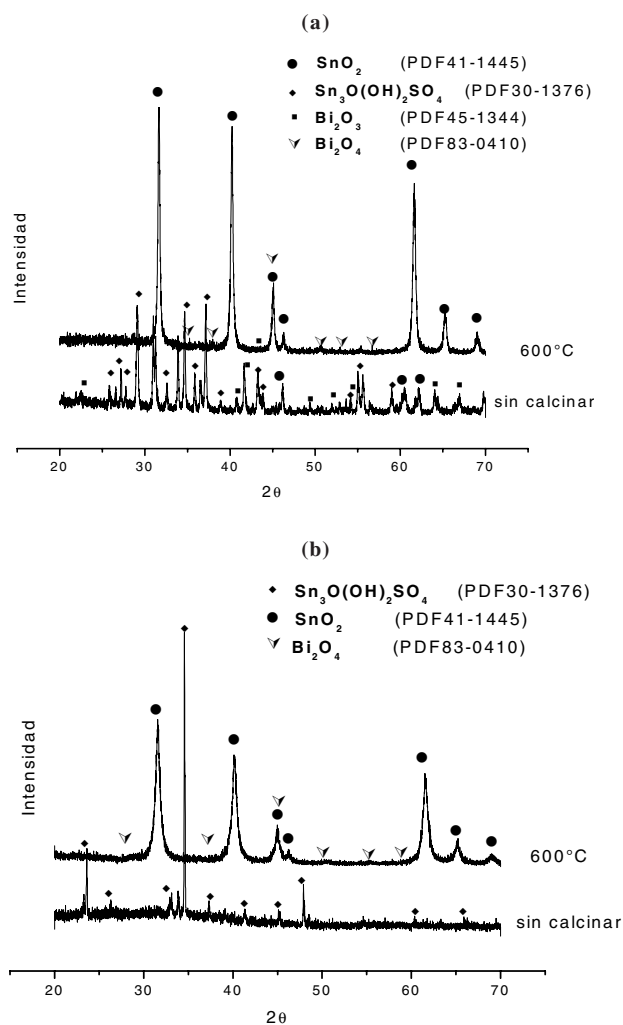 (a)
SnO₂ (PDF41-1445)
Sn₃O(OH)₂SO₄ (PDF30-1376)
Bi₂O₃ (PDF45-1344)
Bi₂O₄ (PDF83-0410)
Intensidad
600°C
sin calcinar
20 30 40 50 60 70
2θ
(b)
Sn₃O(OH)₂SO₄ (PDF30-1376)
SnO₂ (PDF41-1445)
Bi₂O₄ (PDF83-0410)
Intensidad
600°C
sin calcinar
20 30 40 50 60 70
2θ